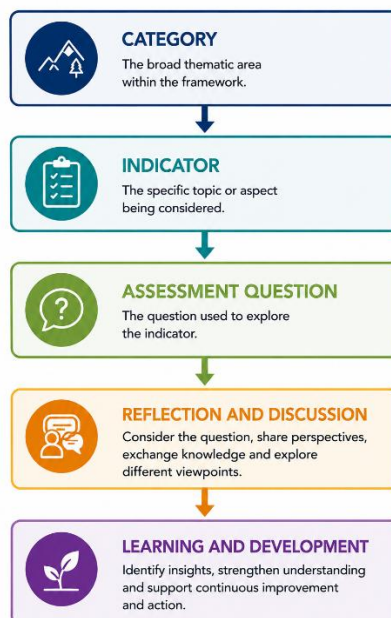 CATEGORY
The broad thematic area
within the framework.
INDICATOR
The specific topic or aspect
being considered.
?
ASSESSMENT QUESTION
The question used to explore
the indicator.
REFLECTION AND DISCUSSION
Consider the question, share perspectives,
exchange knowledge and explore
different viewpoints.
LEARNING AND DEVELOPMENT
Identify insights, strengthen understanding
and support continuous improvement
and action.